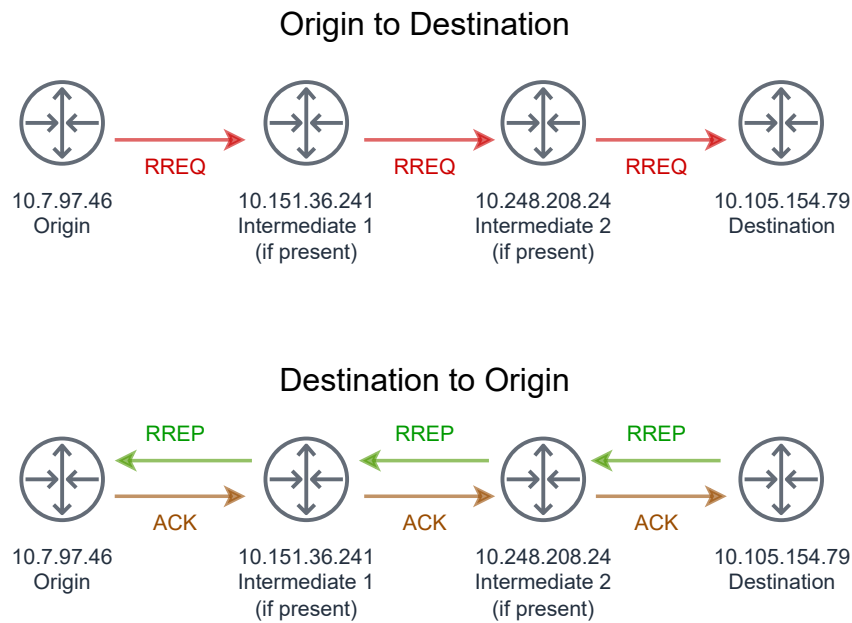 Origin to Destination
RREQ RREQ RREQ
10.7.97.46 10.151.36.241 10.248.208.24 10.105.154.79
Origin Intermediate 1 Intermediate 2 Destination
(if present) (if present)
Destination to Origin
RREP RREP RREP
ACK ACK ACK
10.7.97.46 10.151.36.241 10.248.208.24 10.105.154.79
Origin Intermediate 1 Intermediate 2 Destination
(if present) (if present)